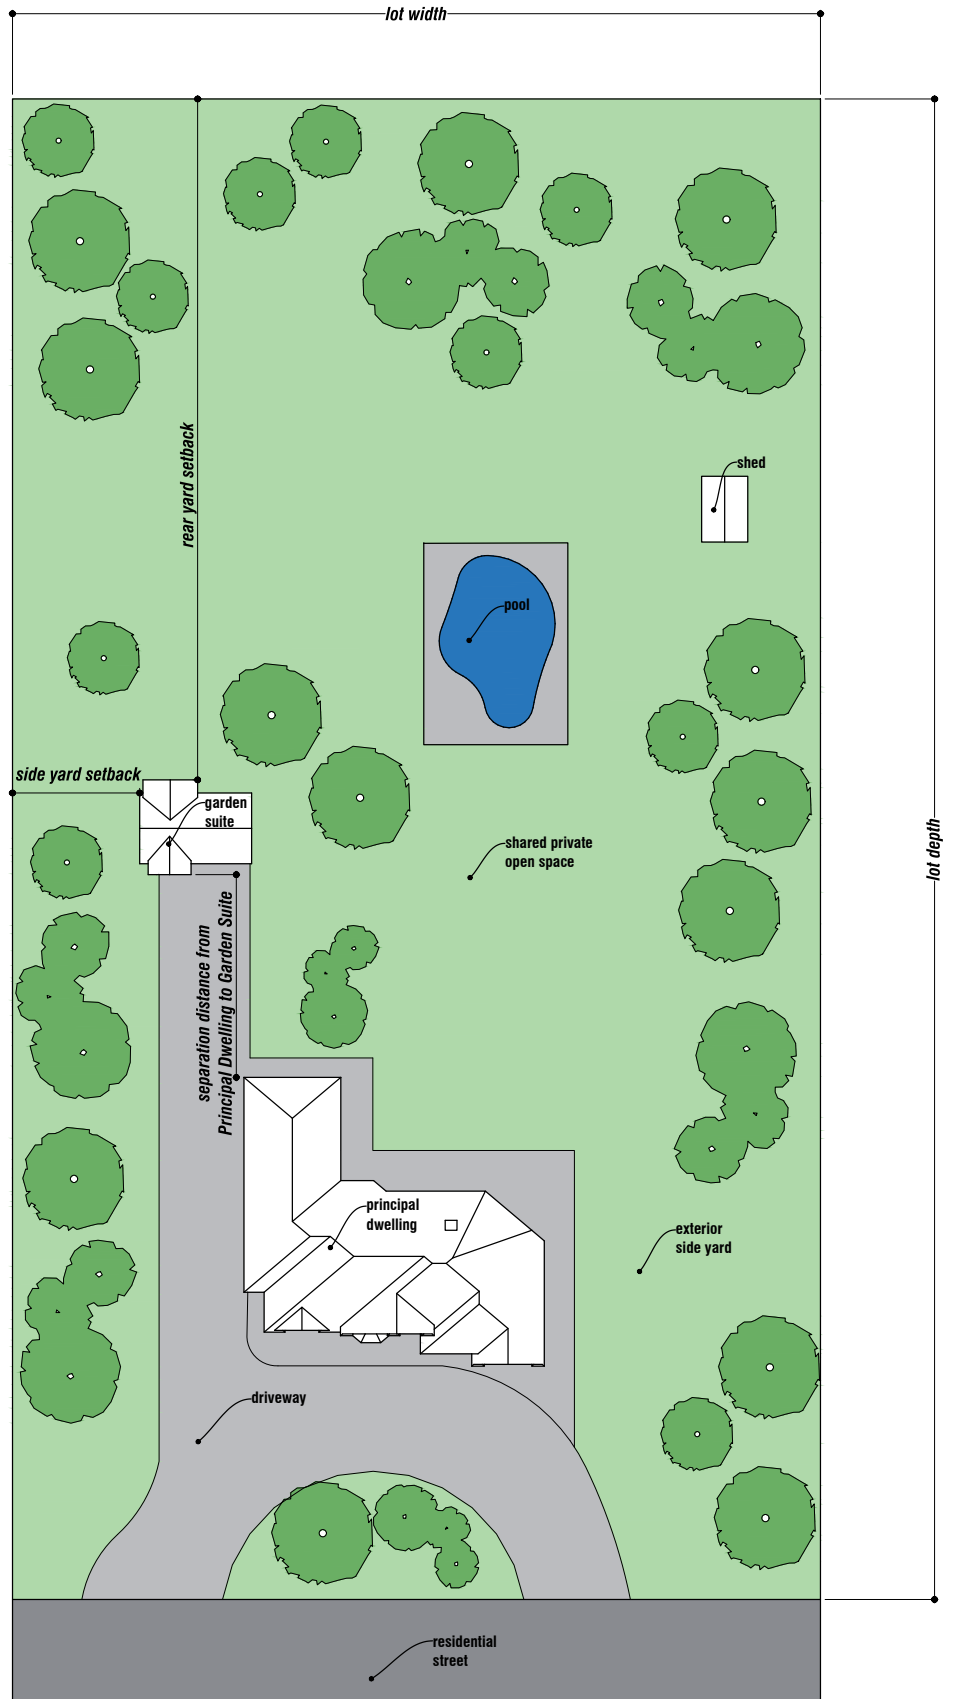 lot width
rear yard setback
shed
pool
side yard setback
garden
suite
shared private
open space
lot depth
separation distance from
Principal Dwelling to Garden Suite
principal
dwelling
exterior
side yard
driveway
residential
street